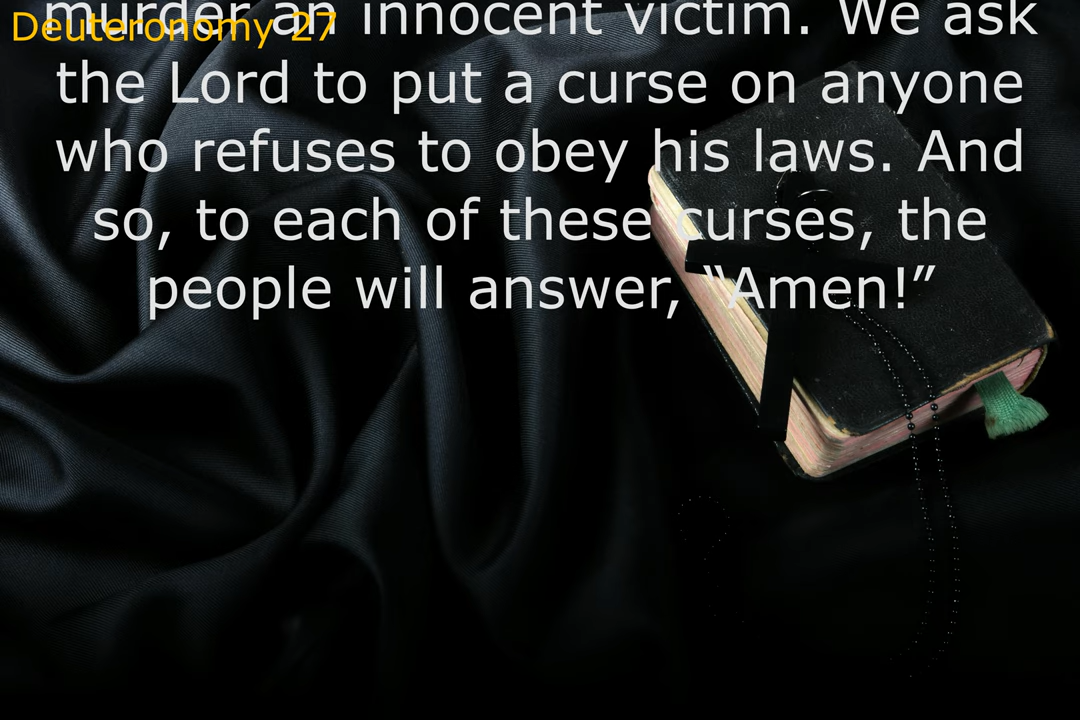 Deuteronomy 27
murder an innocent victim. We ask
the Lord to put a curse on anyone
who refuses to obey his laws. And
so, to each of these curses, the
people will answer, “Amen!”